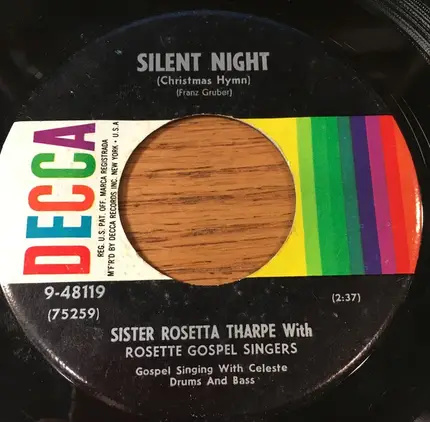 SILENT NIGHT
(Christmas Hymn)
(Franz Gruber)
DECCA
REG. U.S. PAT. OFF. MARCA REGISTRADA
M'F'R'D BY DECCA RECORDS INC. NEW YORK • U.S.A
9-48119
(75259)
(2:37)
SISTER ROSETTA THARPE With
ROSETTE GOSPEL SINGERS
Gospel Singing With Celeste
Drums And Bass